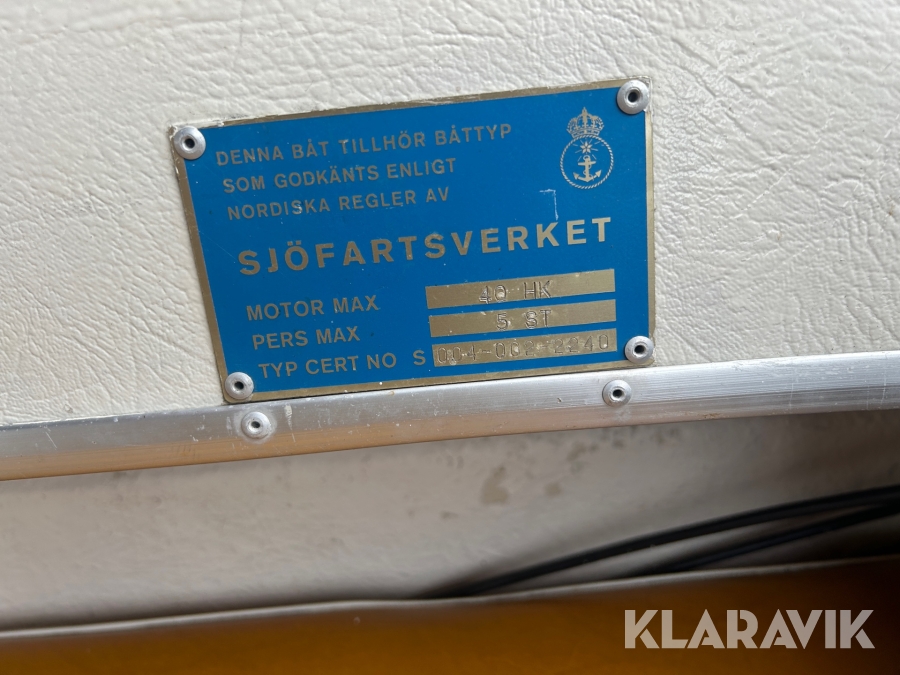 DENNA BÅT TILLHÖR BÅTTYP
SOM GODKÄNTS ENLIGT
NORDISKA REGLER AV
SJÖFARTSVERKET
MOTOR MAX 40 HK
PERS MAX 5 ST
TYP CERT NO S
KLARAVIK